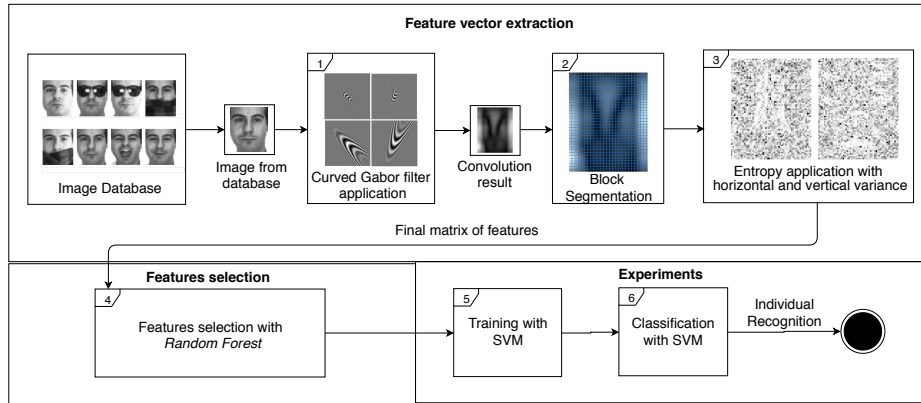 Feature vector extraction
Image Database
Image from
database
1
Curved Gabor filter
application
Convolution
result
2
Block
Segmentation
3
Entropy application with
horizontal and vertical variance
Final matrix of features
Features selection
4
Features selection with
Random Forest
Experiments
5
Training with
SVM
6
Classification
with SVM
Individual
Recognition